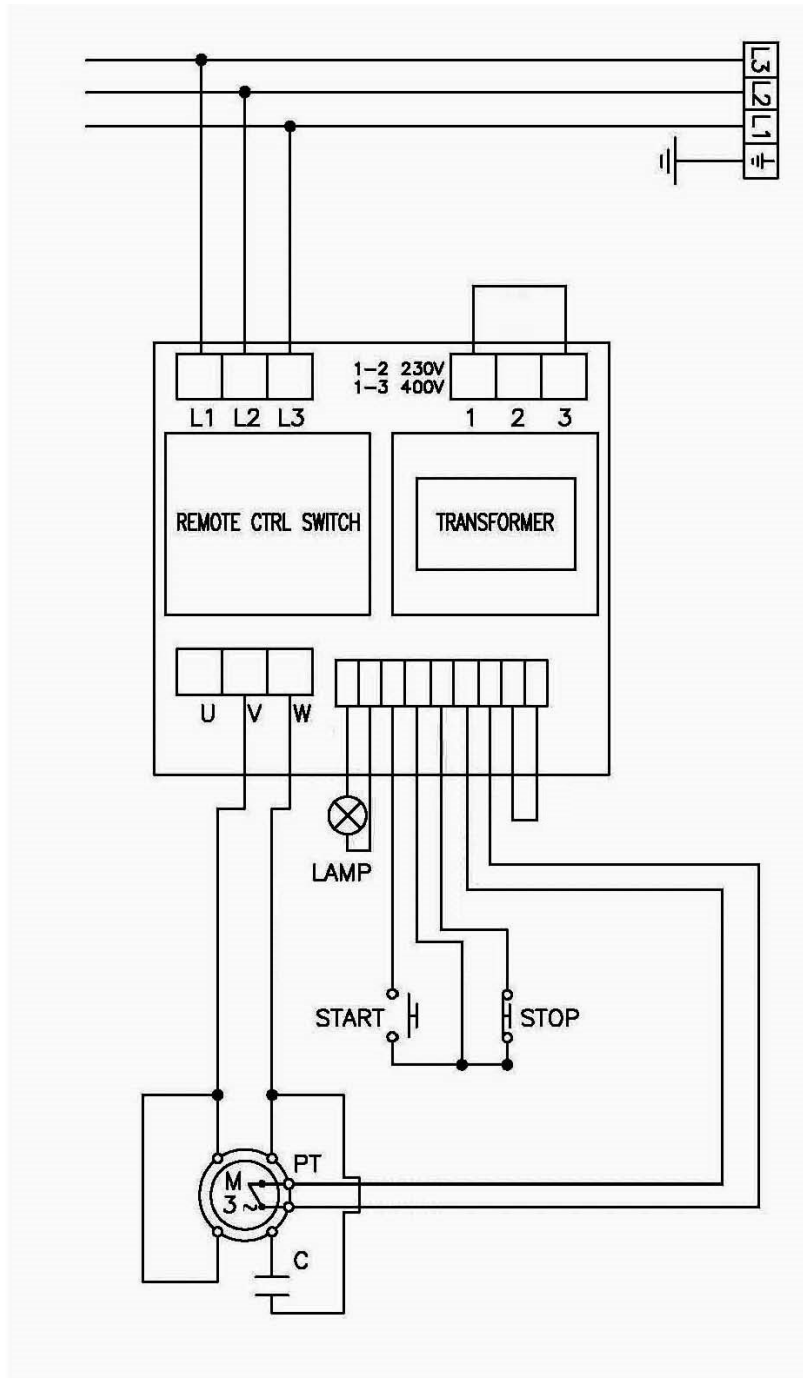 L3
L2
L1
1-2 230V
1-3 400V
L1 L2 L3
1 2 3
REMOTE CTRL SWITCH
TRANSFORMER
U V W
LAMP
START
STOP
PT
M
3 ~
C